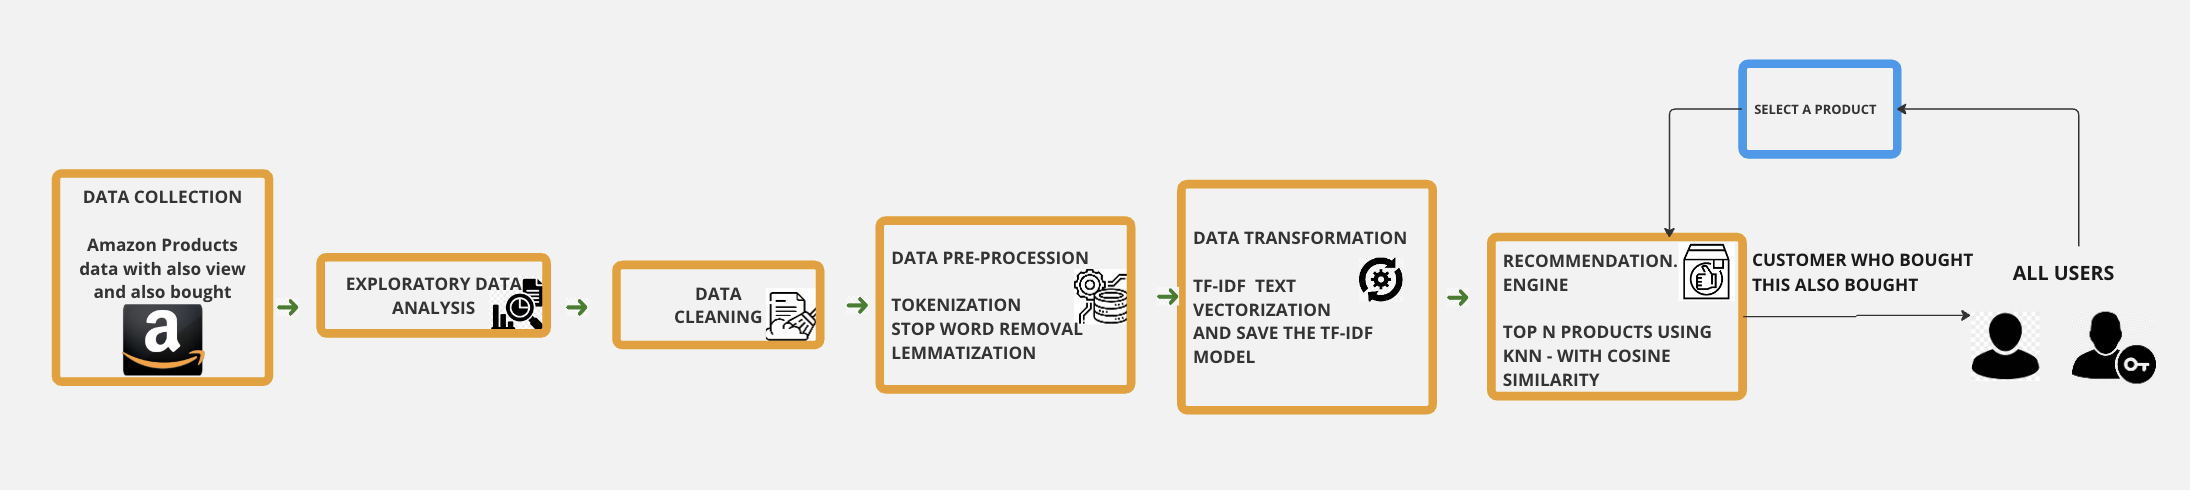 DATA COLLECTION
Amazon Products
data with also view
and also bought
a
EXPLORATORY DATA
ANALYSIS
DATA
CLEANING
DATA PRE-PROCESSION
TOKENIZATION
STOP WORD REMOVAL
LEMMATIZATION
DATA TRANSFORMATION
TF-IDF TEXT
VECTORIZATION
AND SAVE THE TF-IDF
MODEL
SELECT A PRODUCT
RECOMMENDATION.
ENGINE
TOP N PRODUCTS USING
KNN - WITH COSINE
SIMILARITY
CUSTOMER WHO BOUGHT
THIS ALSO BOUGHT
ALL USERS